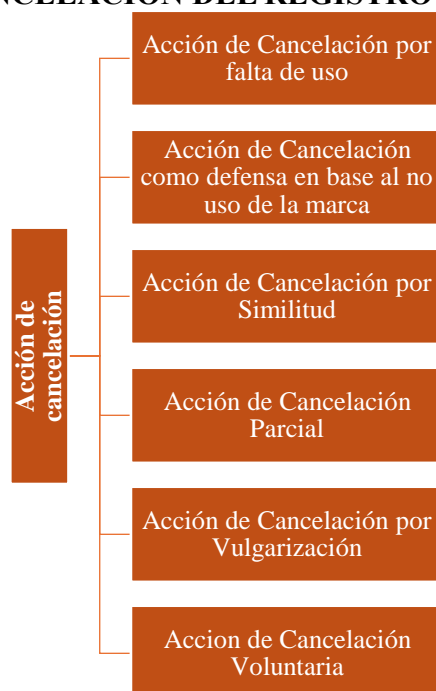 NCELACIÓN DEL REGISTRO
Acción de Cancelación por
falta de uso
Acción de Cancelación
como defensa en base al no
uso de la marca
Acción de
cancelación
Acción de Cancelación por
Similitud
Acción de Cancelación
Parcial
Acción de Cancelación por
Vulgarización
Accion de Cancelación
Voluntaria